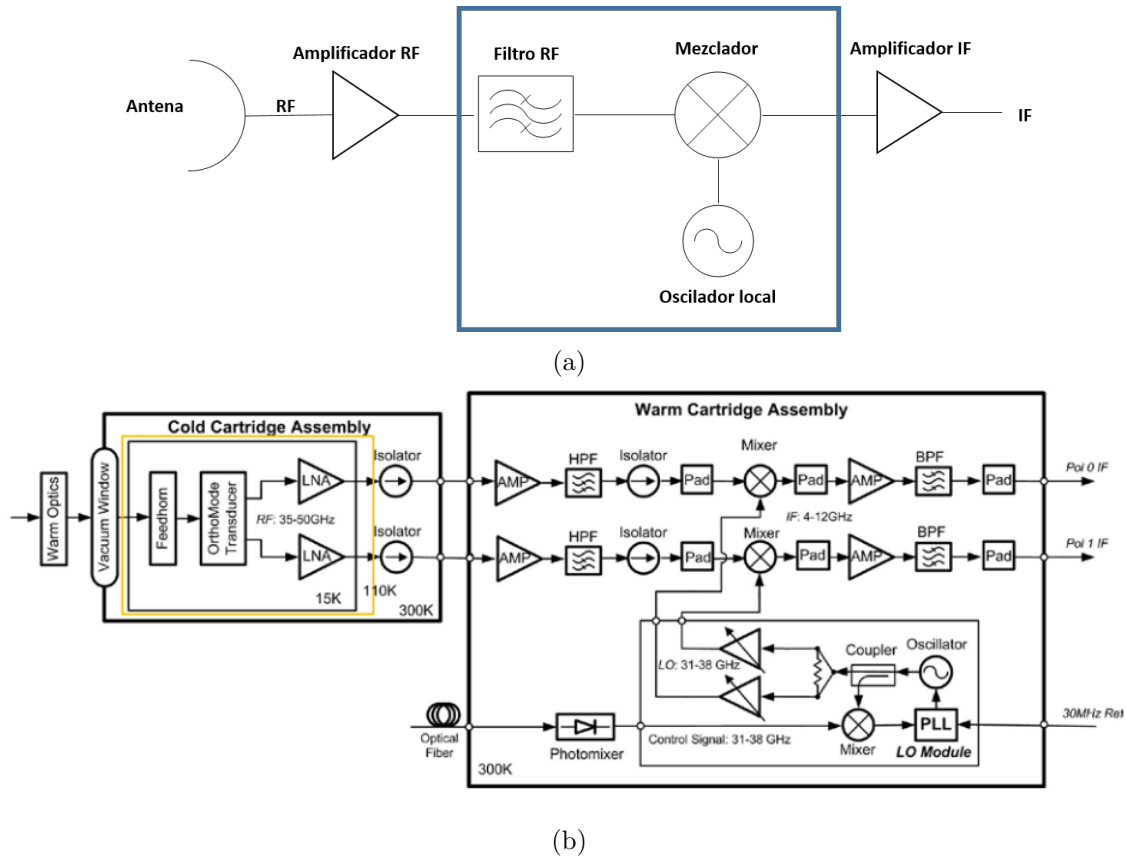 Amplificador RF
Filtro RF
Mezclador
Amplificador IF
Antena
RF
IF
Oscilador local
(a)
Warm Cartridge Assembly
Cold Cartridge Assembly
Warm Optics
Vacuum Window
Feedhorn
OrthoMode
Transducer
LNA
RF: 35-50GHz
LNA
15K
110K
300K
Isolator
Isolator
AMP
HPF
Isolator
Pad
Mixer
Pad
AMP
BPF
Pad
Pol 0 IF
IF: 4-12GHz
AMP
HPF
Isolator
Pad
Mixer
Pad
AMP
BPF
Pad
Pol 1 IF
LO: 31-38 GHz
Coupler
Oscillator
Optical
Fiber
Photomixer
Control Signal: 31-38 GHz
Mixer
PLL
LO Module
30MHz Ref
300K
(b)